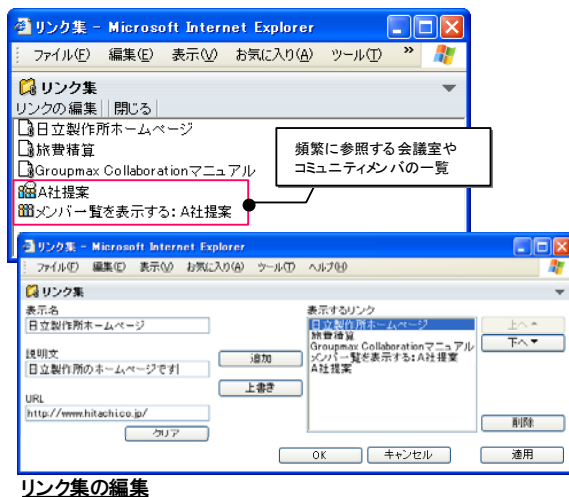 リンク集 - Microsoft Internet Explorer
ファイル(F) 編集(E) 表示(V) お気に入り(A) ツール(T) »
リンク集
リンクの編集 | 閉じる
日立製作所ホームページ
旅費積算
Groupmax Collaborationマニュアル
A社提案
メンバ一覧を表示する: A社提案
頻繁に参照する会議室や
コミュニティメンバの一覧
リンク集 - Microsoft Internet Explorer
ファイル(F) 編集(E) 表示(V) お気に入り(A) ツール(T) ヘルプ(H)
リンク集
表示名
日立製作所ホームページ
説明文
日立製作所のホームページです
URL
http://www.hitachi.co.jp/
クリア
追加
上書き
表示するリンク
日立製作所ホームページ
旅費積算
Groupmax Collaborationマニュアル
メンバ一覧を表示する: A社提案
A社提案
上へ
下へ
削除
OK キャンセル 適用
リンク集の編集